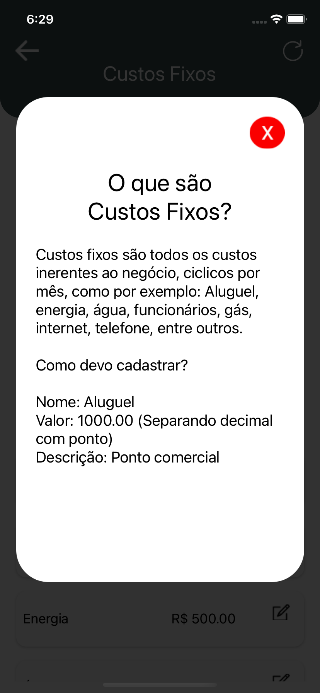 6:29
Custos Fixos
X
O que são
Custos Fixos?
Custos fixos são todos os custos
inerentes ao negócio, ciclicos por
mês, como por exemplo: Aluguel,
energia, água, funcionários, gás,
internet, telefone, entre outros.
Como devo cadastrar?
Nome: Aluguel
Valor: 1000.00 (Separando decimal
com ponto)
Descrição: Ponto comercial
Energia R$ 500.00